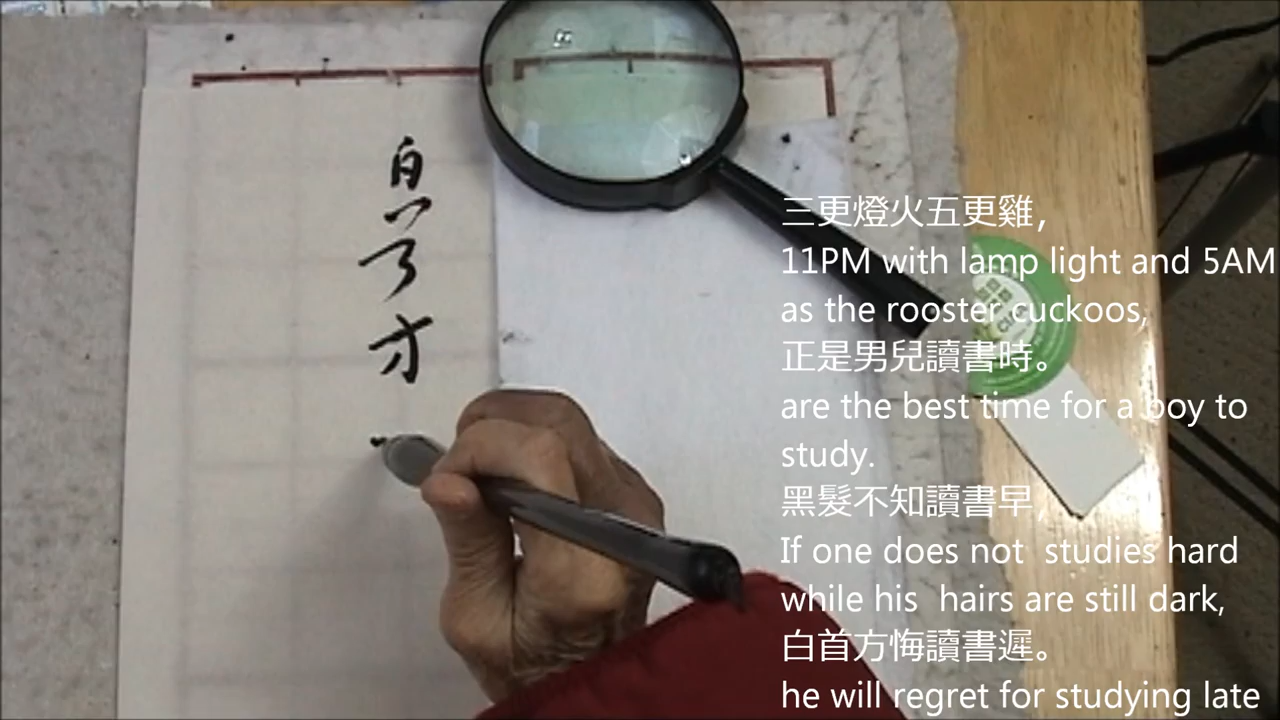 白首方
三更燈火五更雞，
11PM with lamp light and 5AM
as the rooster cuckoos,
正是男兒讀書時。
are the best time for a boy to
study.
黑髮不知讀書早，
If one does not  studies hard
while his  hairs are still dark,
白首方悔讀書遲。
he will regret for studying late